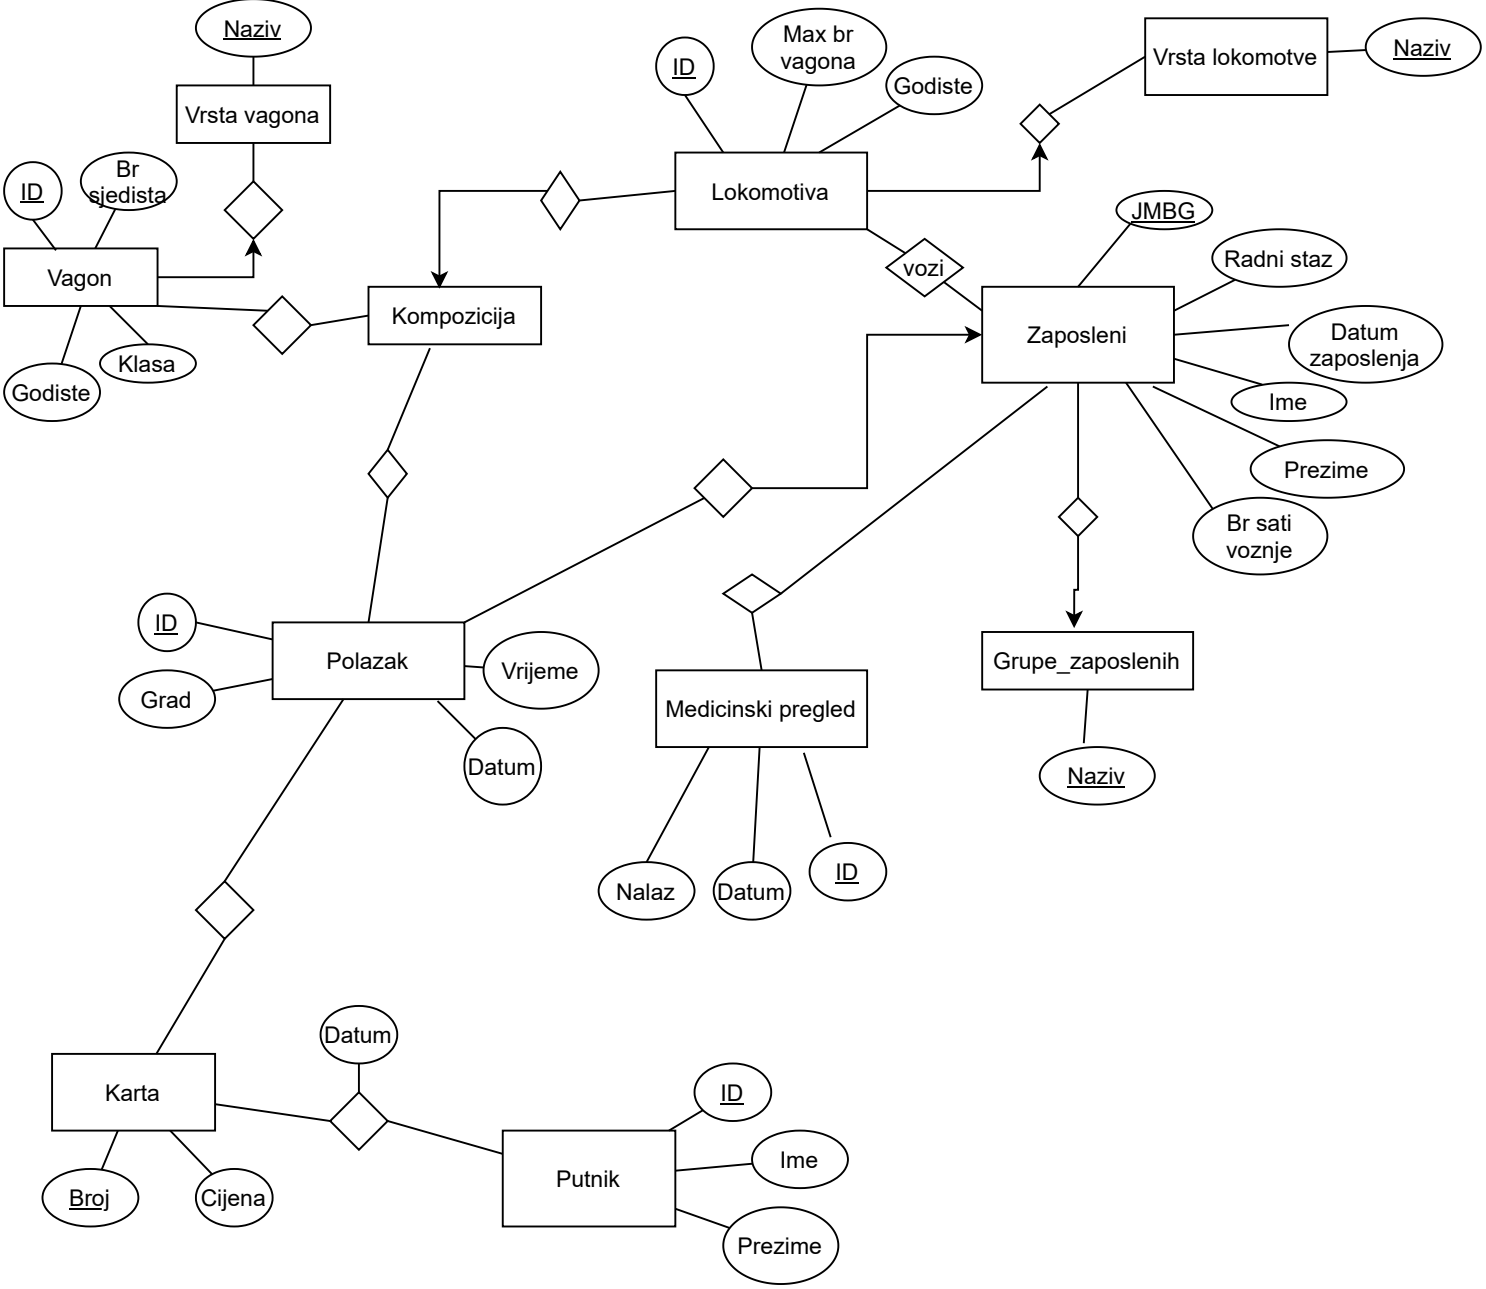 Naziv
Vrsta vagona
ID
Br
sjedista
Vagon
Godiste
Klasa
Kompozicija
ID
Max br
vagona
Godiste
Lokomotiva
Vrsta lokomotve
Naziv
vozi
JMBG
Radni staz
Datum
zaposlenja
Ime
Prezime
Br sati
voznje
Zaposleni
ID
Grad
Polazak
Vrijeme
Datum
Medicinski pregled
Nalaz
Datum
ID
Grupe_zaposlenih
Naziv
Karta
Broj
Cijena
Datum
Putnik
ID
Ime
Prezime